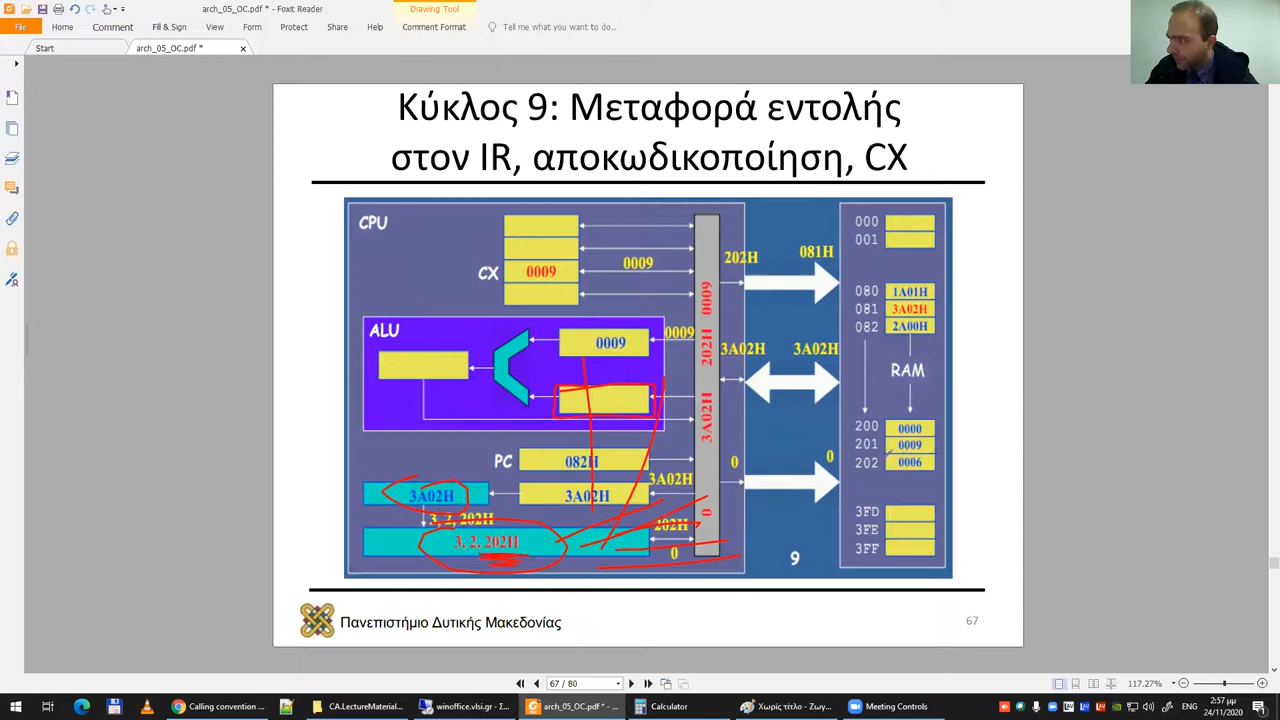 arch_05_OC.pdf * - Foxit Reader
Drawing Tool
File
Home
Comment
Fill & Sign
View
Form
Protect
Share
Help
Comment Format
Tell me what you want to do..
Start
arch_05_OC.pdf *
Κύκλος 9: Μεταφορά εντολής
στον IR, αποκωδικοποίηση, CX
CPU
CX
0009
0009
202H
081H
000
001
080 1A01H
081 3A02H
082 2A00H
ALU
0009
0009
3A02H 202H 0009
3A02H
3A02H
RAM
200 0000
201 0009
202 0006
PC
082H
0
0
3A02H
3A02H
3A02H
3, 2, 202H
3, 2, 202H
202H
0
0
3FD
3FE
3FF
9
Πανεπιστήμιο Δυτικής Μακεδονίας
67
67 / 80
117.27%
Calling convention ...
CA.LectureMaterial...
winoffice.vlsi.gr - ...
arch_05_OC.pdf * - ...
Calculator
Χωρίς τίτλο - Ζωγ...
Meeting Controls
2:57 μμ
24/11/2020